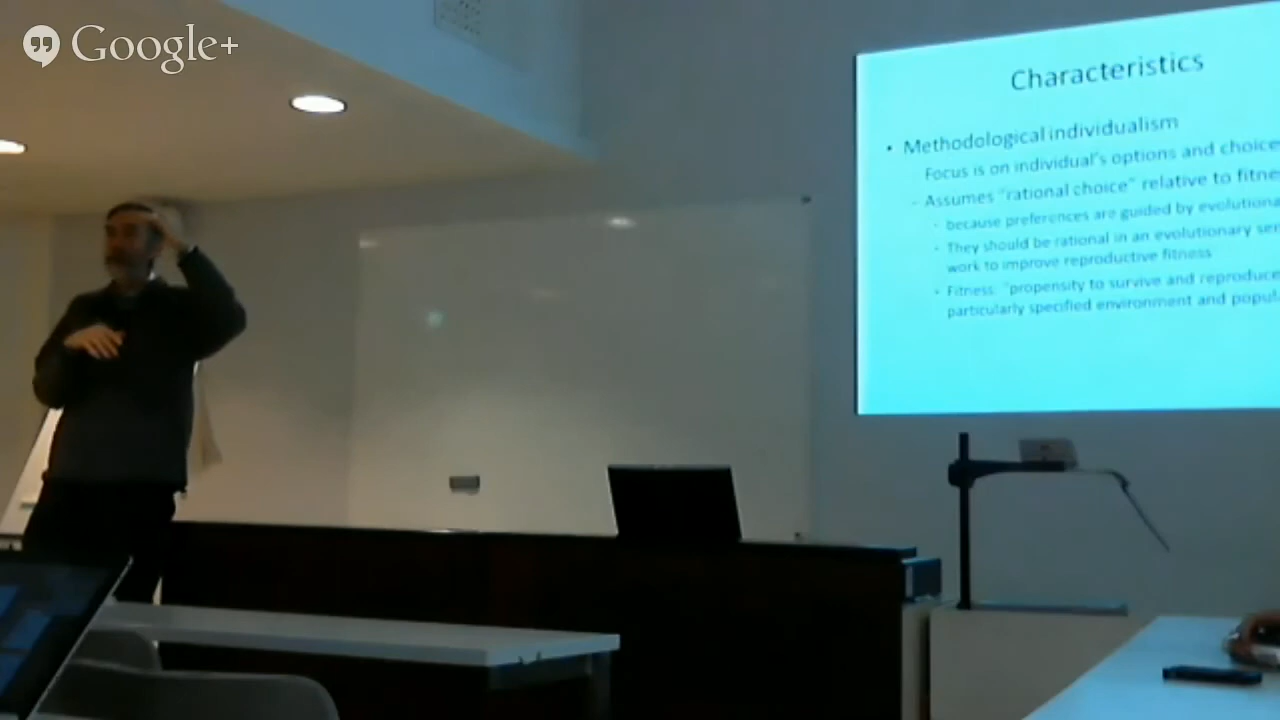 Google+
Characteristics
• Methodological individualism
Focus is on individual's options and choice
– Assumes "rational choice" relative to fitne
• because preferences are guided by evolutiona
• They should be rational in an evolutionary sen
work to improve reproductive fitness
• Fitness: "propensity to survive and reproduce
particularly specified environment and popul